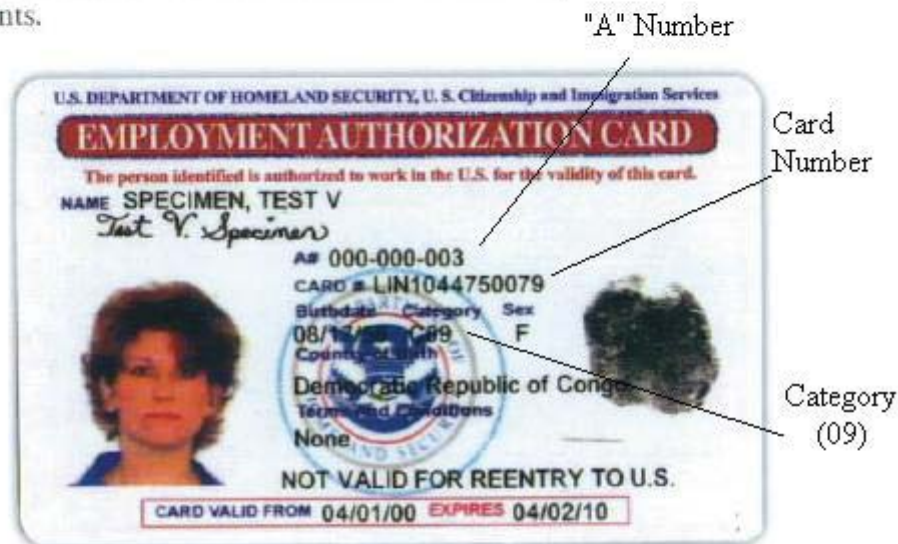 nts.
"A" Number
U.S. DEPARTMENT OF HOMELAND SECURITY, U. S. Citizenship and Immigration Services
EMPLOYMENT AUTHORIZATION CARD
Card
Number
The person identified is authorized to work in the U.S. for the validity of this card.
NAME SPECIMEN, TEST V
Test V. Specimen
A# 000-000-003
CARD # LIN1044750079
Birthdate Category Sex
C09 F
Country of Birth
Democratic Republic of Congo
Terms and Conditions
None
Category
(09)
NOT VALID FOR REENTRY TO U.S.
CARD VALID FROM 04/01/00 EXPIRES 04/02/10